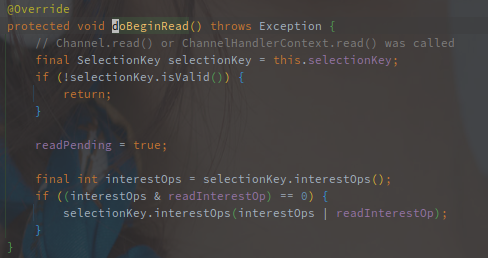 @Override
protected void doBeginRead() throws Exception {
    // Channel.read() or ChannelHandlerContext.read() was called
    final SelectionKey selectionKey = this.selectionKey;
    if (!selectionKey.isValid()) {
        return;
    }

    readPending = true;

    final int interestOps = selectionKey.interestOps();
    if ((interestOps & readInterestOp) == 0) {
        selectionKey.interestOps(interestOps | readInterestOp);
    }
}